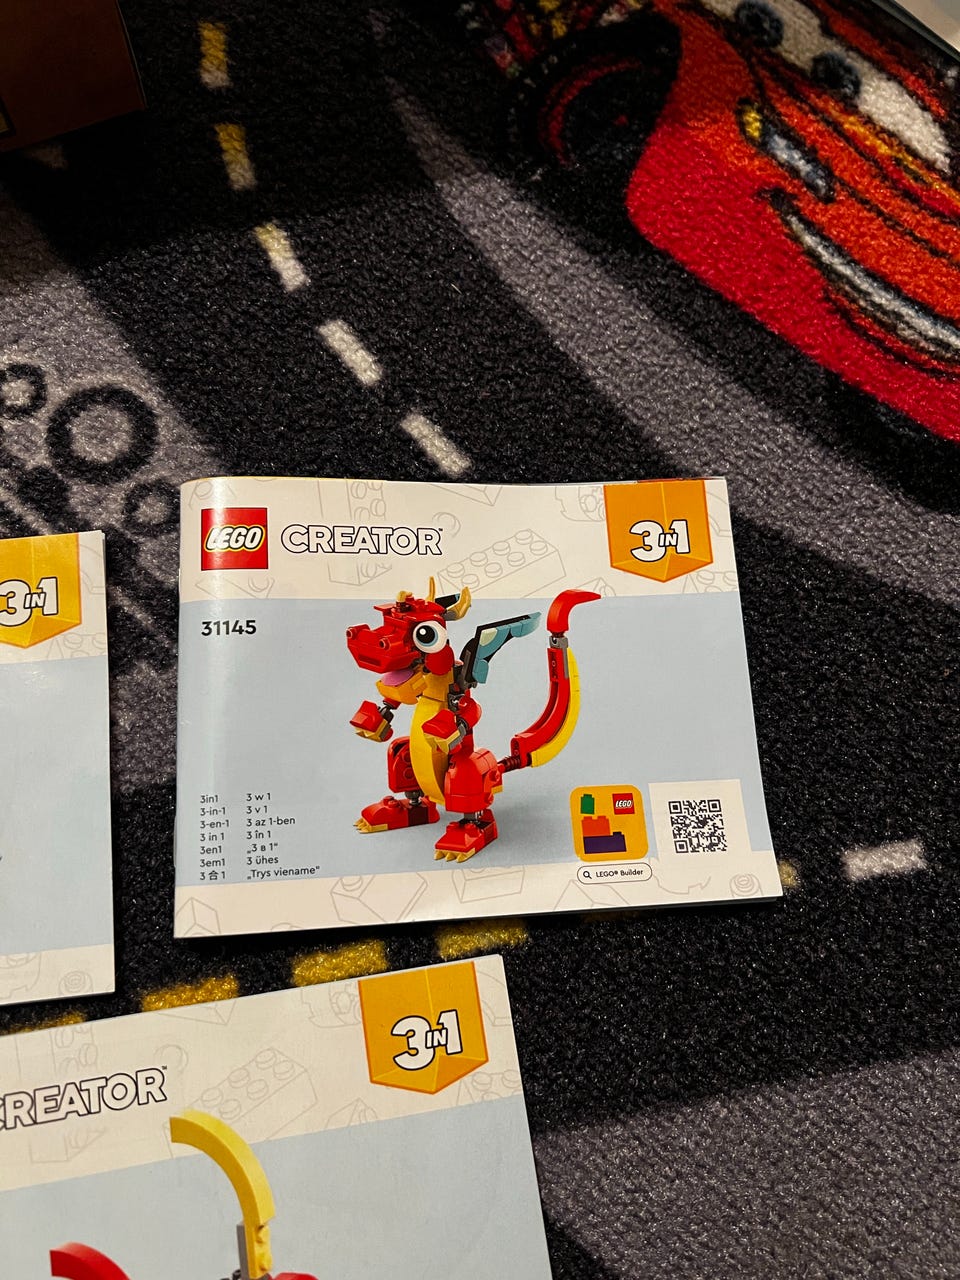 LEGO CREATOR™
3IN1
31145
3in1
3-in-1
3-en-1
3 in 1
3en1
3em1
3 合 1
3 w 1
3 v 1
3 az 1-ben
3 în 1
„3 в 1"
3 ühes
„Trys viename"
LEGO
LEGO® Builder
3IN1
CREATOR™
3IN1